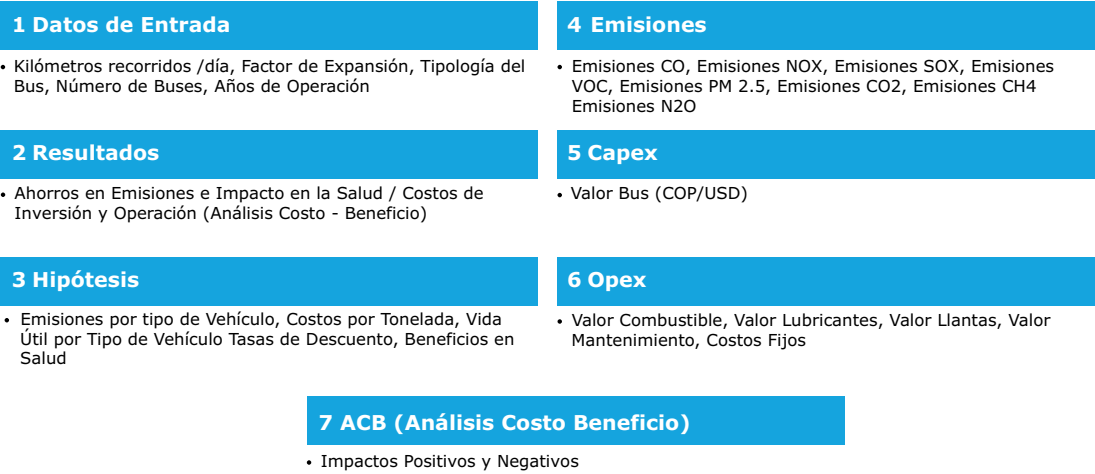 1 Datos de Entrada
• Kilómetros recorridos /día, Factor de Expansión, Tipología del
Bus, Número de Buses, Años de Operación
2 Resultados
• Ahorros en Emisiones e Impacto en la Salud / Costos de
Inversión y Operación (Análisis Costo - Beneficio)
3 Hipótesis
• Emisiones por tipo de Vehículo, Costos por Tonelada, Vida
Útil por Tipo de Vehículo Tasas de Descuento, Beneficios en
Salud
4 Emisiones
• Emisiones CO, Emisiones NOX, Emisiones SOX, Emisiones
VOC, Emisiones PM 2.5, Emisiones CO2, Emisiones CH4
Emisiones N2O
5 Capex
• Valor Bus (COP/USD)
6 Opex
• Valor Combustible, Valor Lubricantes, Valor Llantas, Valor
Mantenimiento, Costos Fijos
7 ACB (Análisis Costo Beneficio)
• Impactos Positivos y Negativos